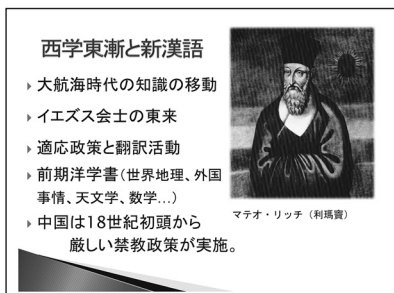 西学東漸と新漢語
大航海時代の知識の移動
イエズス会士の東来
適応政策と翻訳活動
前期洋学書(世界地理、外国
事情、天文学、数学…)
中国は18世紀初頭から
厳しい禁教政策が実施。
マテオ・リッチ(利瑪竇)